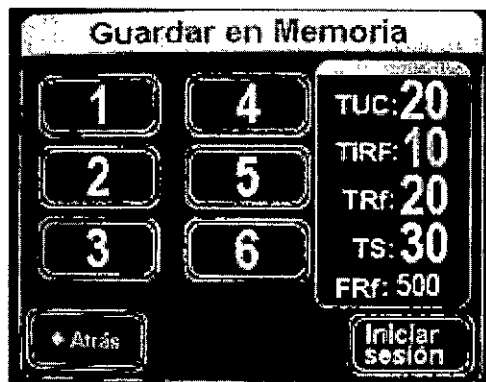 Guardar en Memoria
1
4
TUC: 20
2
5
TIRF: 10
TRf: 20
3
6
TS: 30
FRf: 500
Atrás
Iniciar
sesión